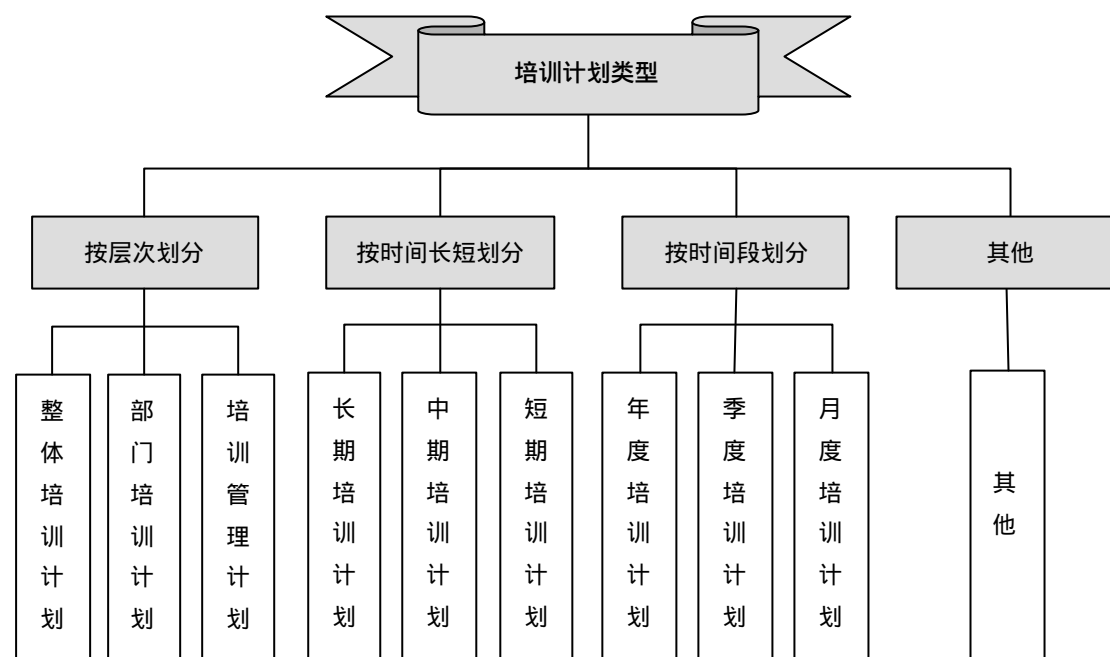 培训计划类型
按层次划分
按时间长短划分
按时间段划分
其他
整体培训计划
部门培训计划
培训管理计划
长期培训计划
中期培训计划
短期培训计划
年度培训计划
季度培训计划
月度培训计划
其他